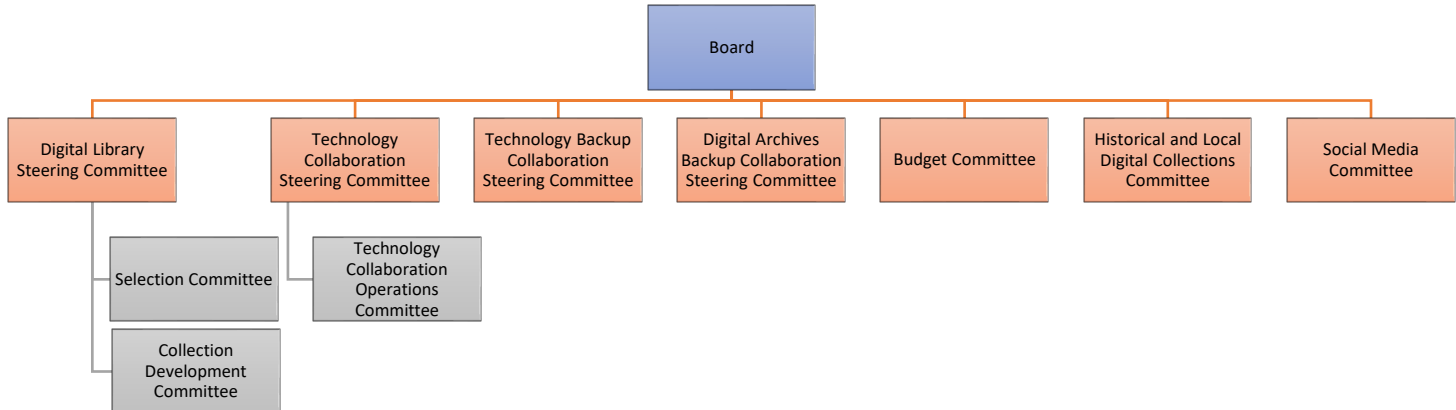 Board
Digital Library
Steering Committee
Technology
Collaboration
Steering Committee
Technology Backup
Collaboration
Steering Committee
Digital Archives
Backup Collaboration
Steering Committee
Budget Committee
Historical and Local
Digital Collections
Committee
Social Media
Committee
Selection Committee
Technology
Collaboration
Operations
Committee
Collection
Development
Committee